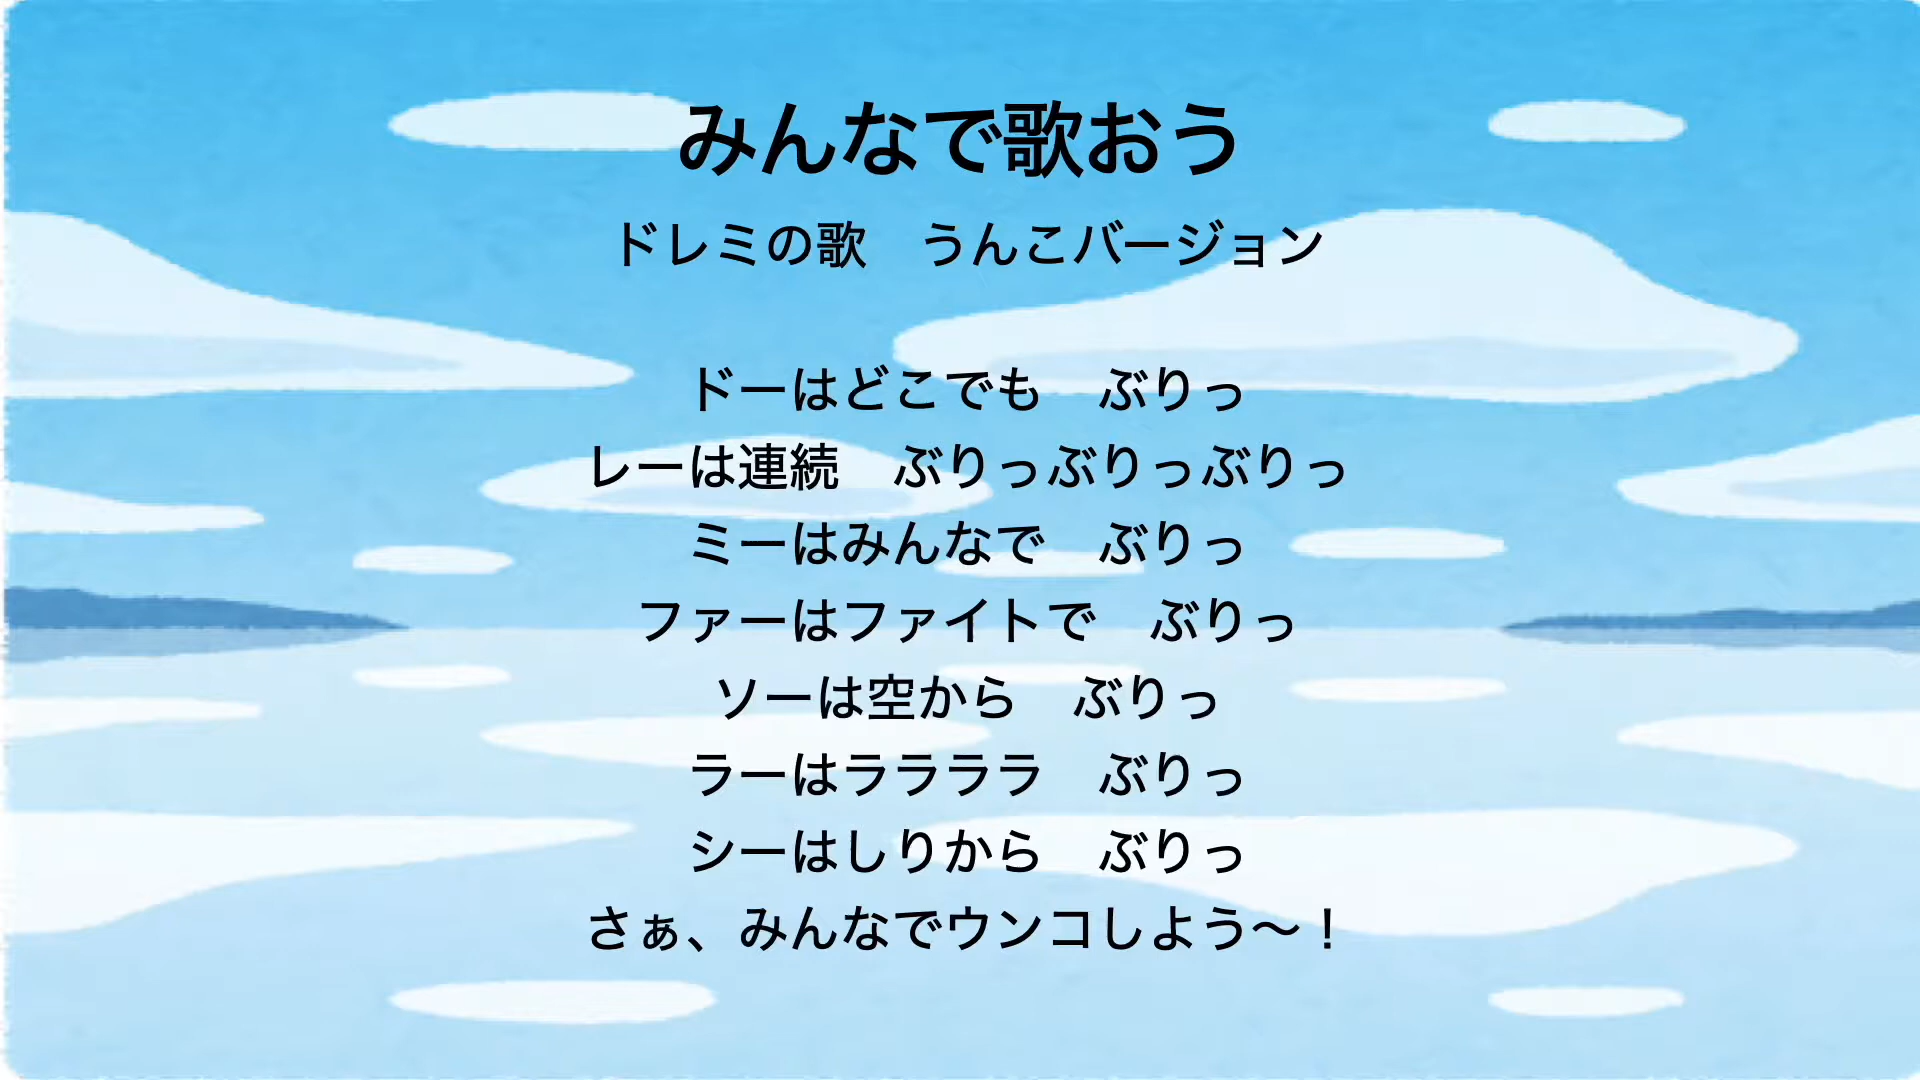 みんなで歌おう
ドレミの歌　うんこバージョン
ドーはどこでも　ぶりっ
レーは連続　ぶりっぶりっぶりっ
ミーはみんなで　ぶりっ
ファーはファイトで　ぶりっ
ソーは空から　ぶりっ
ラーはララララ　ぶりっ
シーはしりから　ぶりっ
さぁ、みんなでウンコしよう〜！